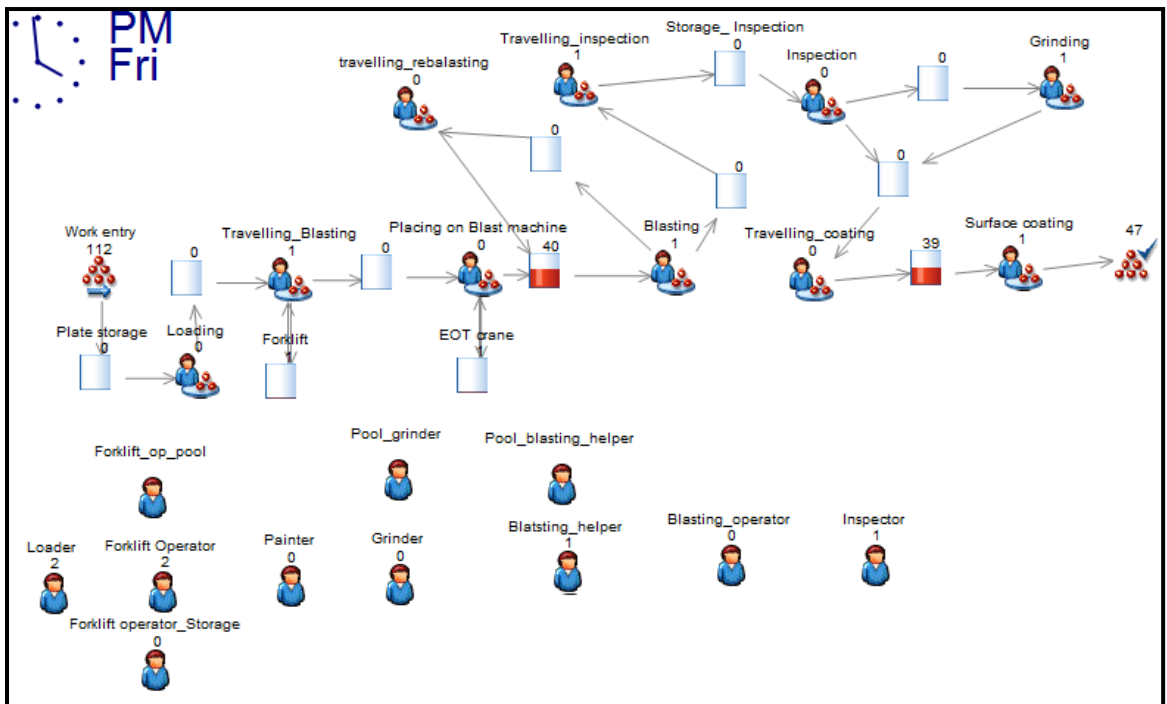 PM
Fri
travelling_rebalasting
0
Travelling_inspection
1
Storage_ Inspection
0
Inspection
0
0
Grinding
1
0
0
0
Work entry
112
0
Travelling_Blasting
1
0
Placing on Blast machine
0
40
Blasting
1
Travelling_coating
0
39
Surface coating
1
47
Plate storage
0
Loading
0
Forklift
1
EOT crane
1
Forklift_op_pool
Pool_grinder
Pool_blasting_helper
Loader
2
Forklift Operator
2
Painter
0
Grinder
0
Blatsting_helper
1
Blasting_operator
0
Inspector
1
Forklift operator_Storage
0